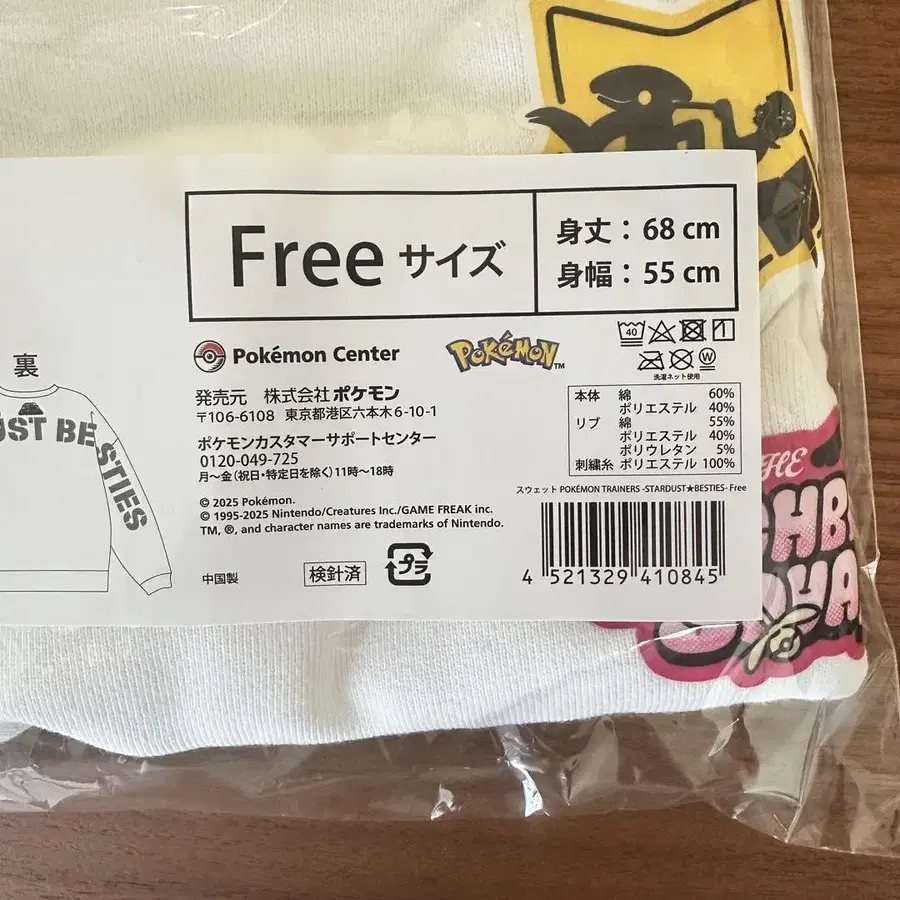 Free サイズ
身丈：68 cm
身幅：55 cm
裏
UST BE
STIES
Pokémon Center
POKÉMON™
40
洗濯ネット使用
発売元 株式会社ポケモン
〒106-6108 東京都港区六本木6-10-1
ポケモンカスタマーサポートセンター
0120-049-725
月～金（祝日・特定日を除く）11時～18時
本体 綿 60%
ポリエステル 40%
リブ 綿 55%
ポリエステル 40%
ポリウレタン 5%
刺繍糸 ポリエステル 100%
© 2025 Pokémon.
© 1995-2025 Nintendo/Creatures Inc./GAME FREAK inc.
TM, ®, and character names are trademarks of Nintendo.
スウェット POKÉMON TRAINERS -STARDUST★BESTIES- Free
中国製
検針済
プラ
4 521329 410845
HE